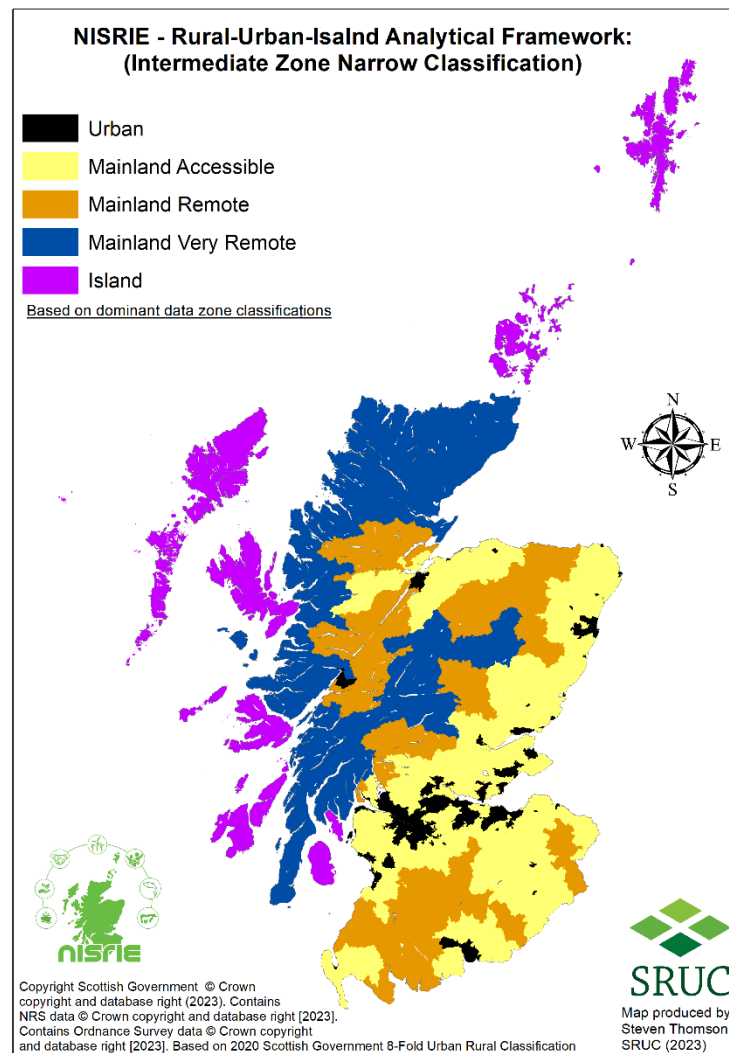 NISRIE - Rural-Urban-Isalnd Analytical Framework:
(Intermediate Zone Narrow Classification)
Urban
Mainland Accessible
Mainland Remote
Mainland Very Remote
Island
Based on dominant data zone classifications
N
W E
S
nisrie
Copyright Scottish Government © Crown
copyright and database right (2023). Contains
NRS data © Crown copyright and database right [2023].
Contains Ordnance Survey data © Crown copyright
and database right [2023]. Based on 2020 Scottish Government 8-Fold Urban Rural Classification
SRUC
Map produced by
Steven Thomson
SRUC (2023)